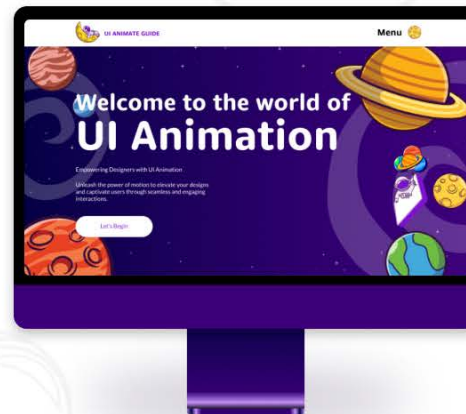 UI ANIMATE GUIDE
Menu
Welcome to the world of
UI Animation
Empowering Designers with UI Animation
Unleash the power of motion to elevate your designs
and captivate users through seamless and engaging
interactions.
Let's Begin